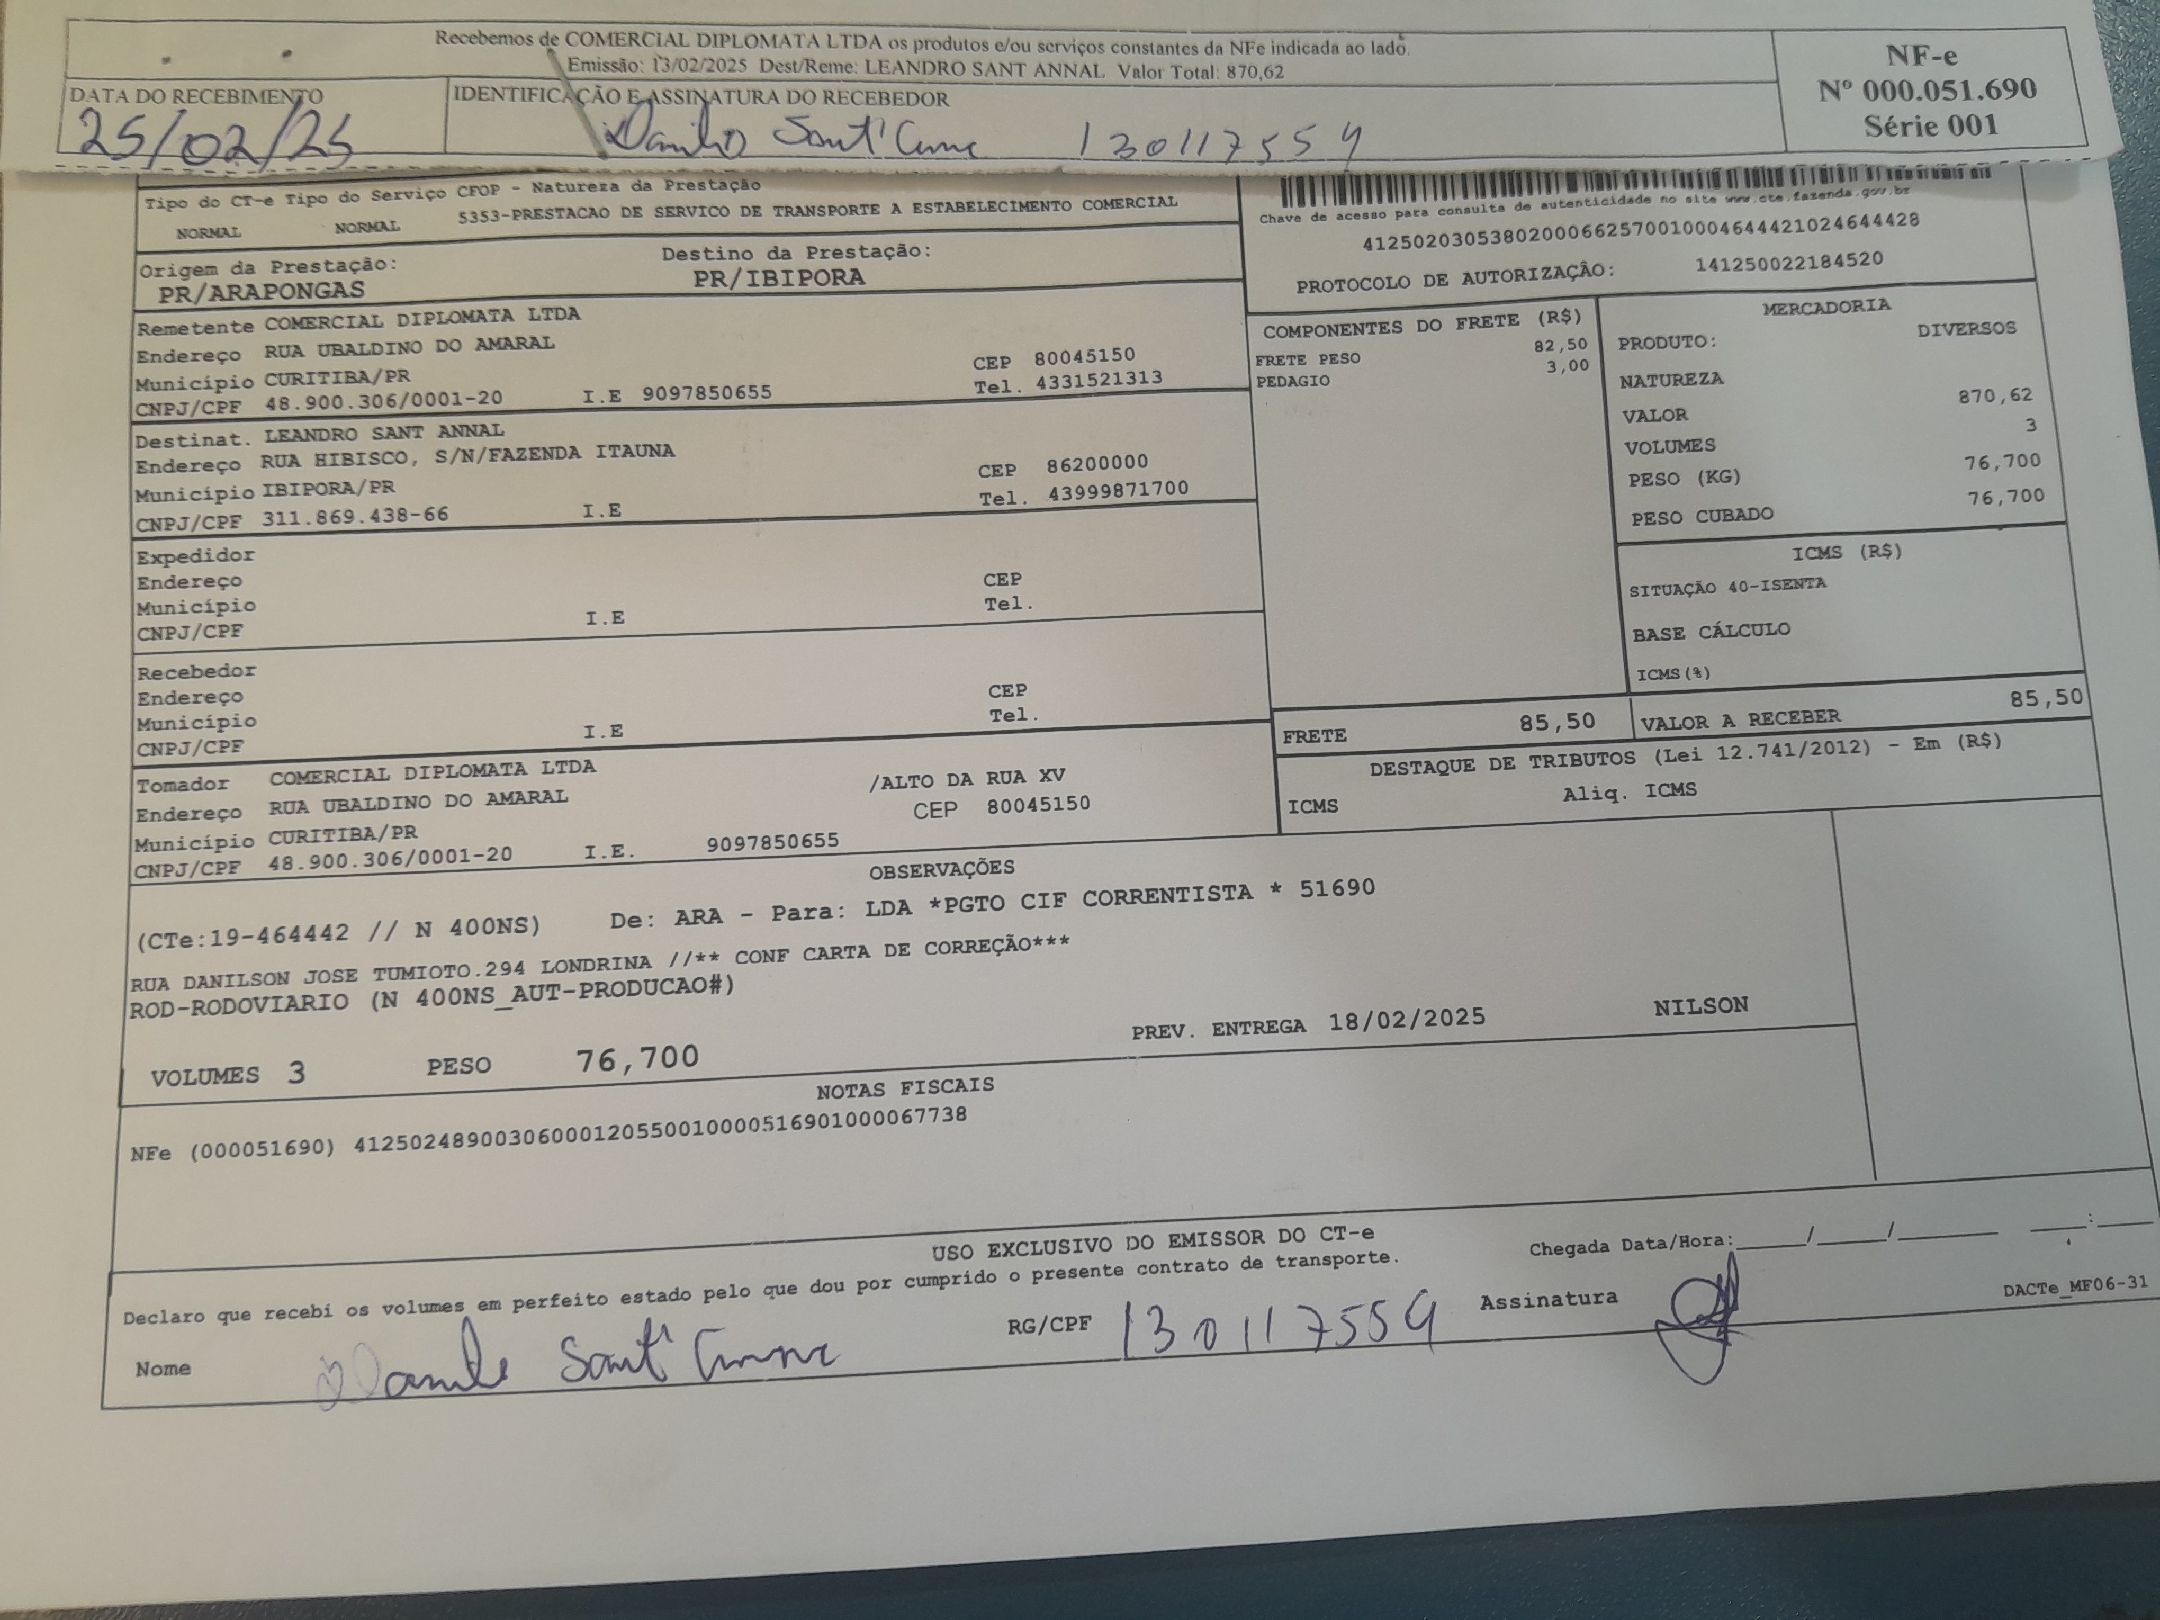 Recebemos de COMERCIAL DIPLOMATA LTDA os produtos e/ou serviços constantes da NFe indicada ao lado.
Emissão: 13/02/2025 Dest/Reme: LEANDRO SANT ANNAL Valor Total: 870,62
NF-e
Nº 000.051.690
Série 001
DATA DO RECEBIMENTO
IDENTIFICAÇÃO E ASSINATURA DO RECEBEDOR
25/02/25
Danilo Sant'Anna 130117559
Tipo do CT-e Tipo do Serviço CFOP - Natureza da Prestação
NORMAL NORMAL 5353-PRESTACAO DE SERVICO DE TRANSPORTE A ESTABELECIMENTO COMERCIAL
Chave de acesso para consulta de autenticidade no site www.cte.fazenda.gov.br
41250203053802000662570010004644421024644428
PROTOCOLO DE AUTORIZAÇÃO: 141250022184520
Origem da Prestação:
PR/ARAPONGAS
Destino da Prestação:
PR/IBIPORA
Remetente COMERCIAL DIPLOMATA LTDA
Endereço RUA UBALDINO DO AMARAL
Município CURITIBA/PR CEP 80045150
CNPJ/CPF 48.900.306/0001-20 I.E 9097850655 Tel. 4331521313
Destinat. LEANDRO SANT ANNAL
Endereço RUA HIBISCO, S/N/FAZENDA ITAUNA
Município IBIPORA/PR CEP 86200000
CNPJ/CPF 311.869.438-66 I.E Tel. 43999871700
Expedidor
Endereço CEP
Município Tel.
CNPJ/CPF I.E
Recebedor
Endereço CEP
Município Tel.
CNPJ/CPF I.E
Tomador COMERCIAL DIPLOMATA LTDA
Endereço RUA UBALDINO DO AMARAL /ALTO DA RUA XV
Município CURITIBA/PR CEP 80045150
CNPJ/CPF 48.900.306/0001-20 I.E. 9097850655
COMPONENTES DO FRETE (R$)
FRETE PESO 82,50
PEDAGIO 3,00
MERCADORIA
PRODUTO: DIVERSOS
NATUREZA
VALOR 870,62
VOLUMES 3
PESO (KG) 76,700
PESO CUBADO 76,700
ICMS (R$)
SITUAÇÃO 40-ISENTA
BASE CÁLCULO
ICMS(%)
FRETE 85,50 VALOR A RECEBER 85,50
DESTAQUE DE TRIBUTOS (Lei 12.741/2012) - Em (R$)
ICMS Aliq. ICMS
OBSERVAÇÕES
(CTe:19-464442 // N 400NS) De: ARA - Para: LDA *PGTO CIF CORRENTISTA * 51690
RUA DANILSON JOSE TUMIOTO.294 LONDRINA //** CONF CARTA DE CORREÇÃO***
ROD-RODOVIARIO (N 400NS_AUT-PRODUCAO#)
PREV. ENTREGA 18/02/2025 NILSON
VOLUMES 3 PESO 76,700
NOTAS FISCAIS
NFe (000051690) 41250248900306000120550010000516901000067738
USO EXCLUSIVO DO EMISSOR DO CT-e
Declaro que recebi os volumes em perfeito estado pelo que dou por cumprido o presente contrato de transporte.
Chegada Data/Hora:_____/_____/_______ ____:____
Nome Danilo Sant'Anna RG/CPF 130117559 Assinatura
DACTe_MF06-31